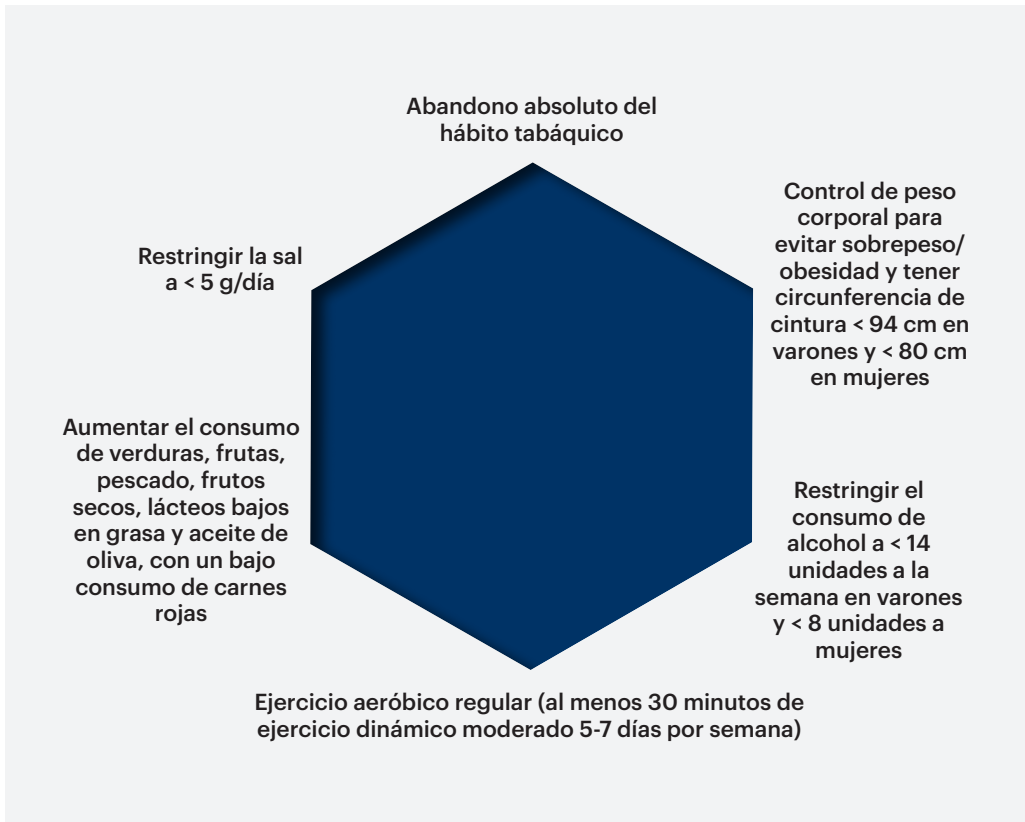 Abandono absoluto del
hábito tabáquico
Control de peso
corporal para
evitar sobrepeso/
obesidad y tener
circunferencia de
cintura < 94 cm en
varones y < 80 cm
en mujeres
Restringir el
consumo de
alcohol a < 14
unidades a la
semana en varones
y < 8 unidades a
mujeres
Ejercicio aeróbico regular (al menos 30 minutos de
ejercicio dinámico moderado 5-7 días por semana)
Aumentar el consumo
de verduras, frutas,
pescado, frutos
secos, lácteos bajos
en grasa y aceite de
oliva, con un bajo
consumo de carnes
rojas
Restringir la sal
a < 5 g/día